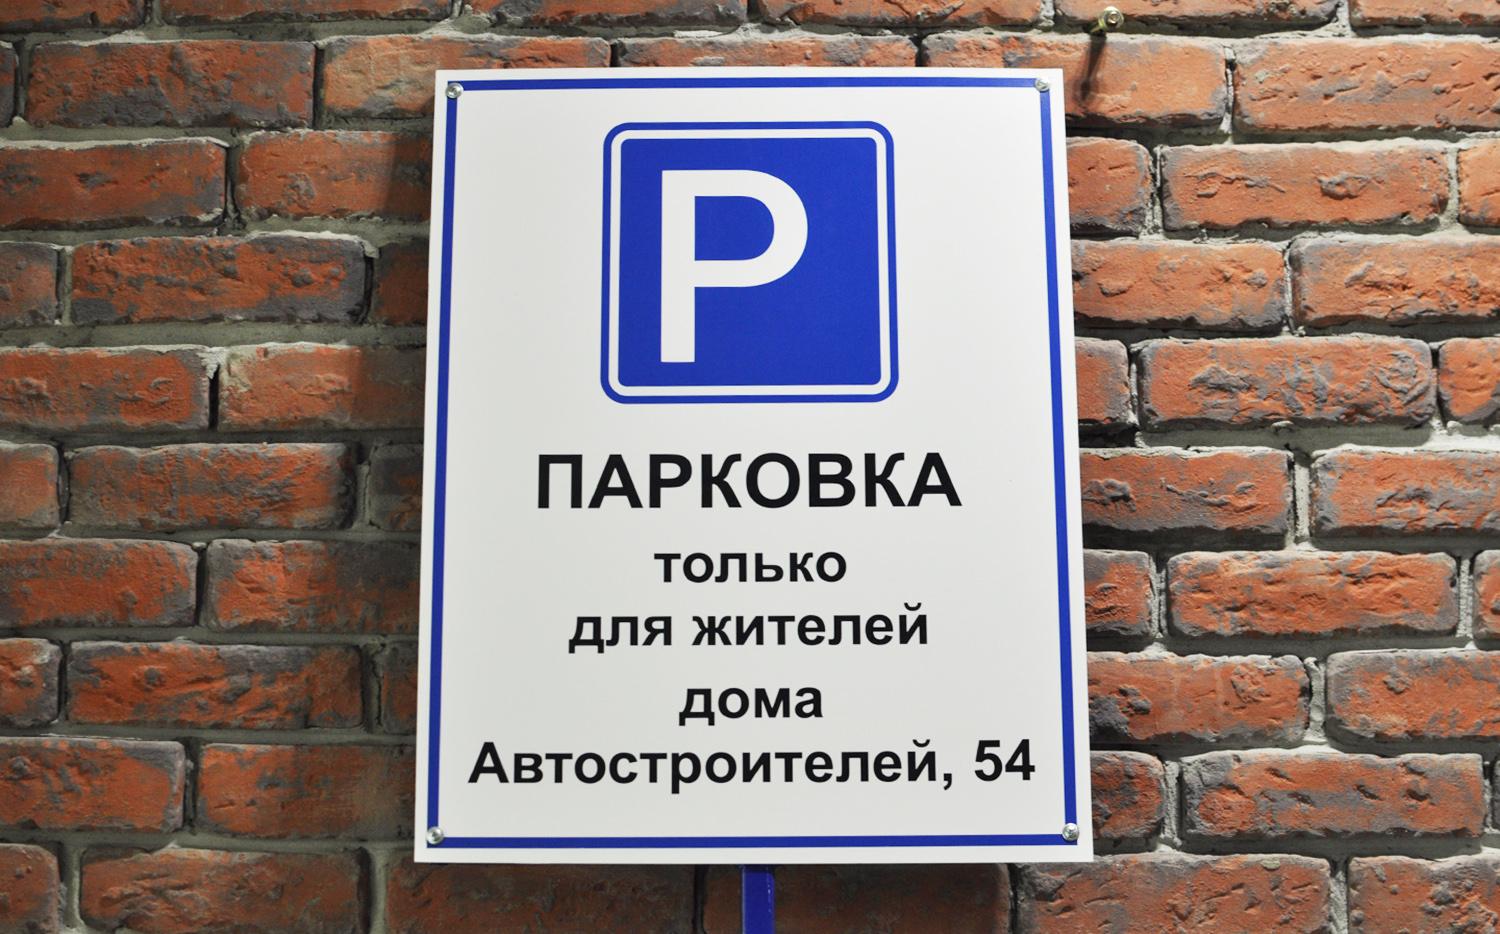 P
ПАРКОВКА
только
для жителей
дома
Автостроителей, 54